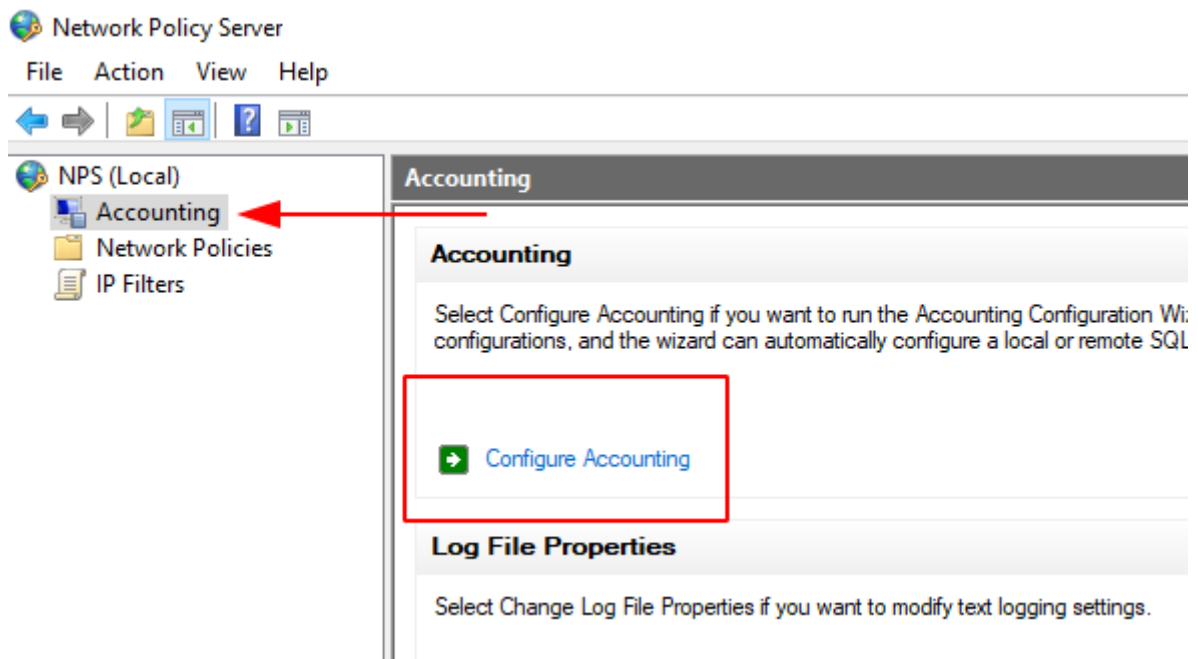 Network Policy Server
File Action View Help
NPS (Local)
Accounting
Network Policies
IP Filters
Accounting
Accounting
Select Configure Accounting if you want to run the Accounting Configuration
configurations, and the wizard can automatically configure a local or remote SQL
Configure Accounting
Log File Properties
Select Change Log File Properties if you want to modify text logging settings.